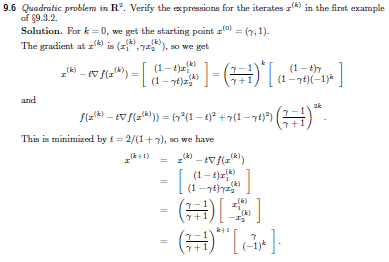 9.6 Quadratic problem in R². Verify the expressions for the iterates x^(k) in the first example
of §9.3.2.
Solution. For k = 0, we get the starting point x^(0) = (γ, 1).
The gradient at x^(k) is (x_1^(k), γx_2^(k)), so we get
x^(k) − t∇f(x^(k)) = [ (1 − t)x_1^(k) ; (1 − γt)x_2^(k) ] = ((γ − 1)/(γ + 1))^k [ (1 − t)γ ; (1 − γt)(−1)^k ]
and
f(x^(k) − t∇f(x^(k))) = (γ²(1 − t)² + γ(1 − γt)²) ((γ − 1)/(γ + 1))^2k .
This is minimized by t = 2/(1 + γ), so we have
x^(k+1) = x^(k) − t∇f(x^(k))
= [ (1 − t)x_1^(k) ; (1 − γt)γx_2^(k) ]
= ((γ − 1)/(γ + 1)) [ x_1^(k) ; −x_2^(k) ]
= ((γ − 1)/(γ + 1))^k+1 [ γ ; (−1)^k ] .